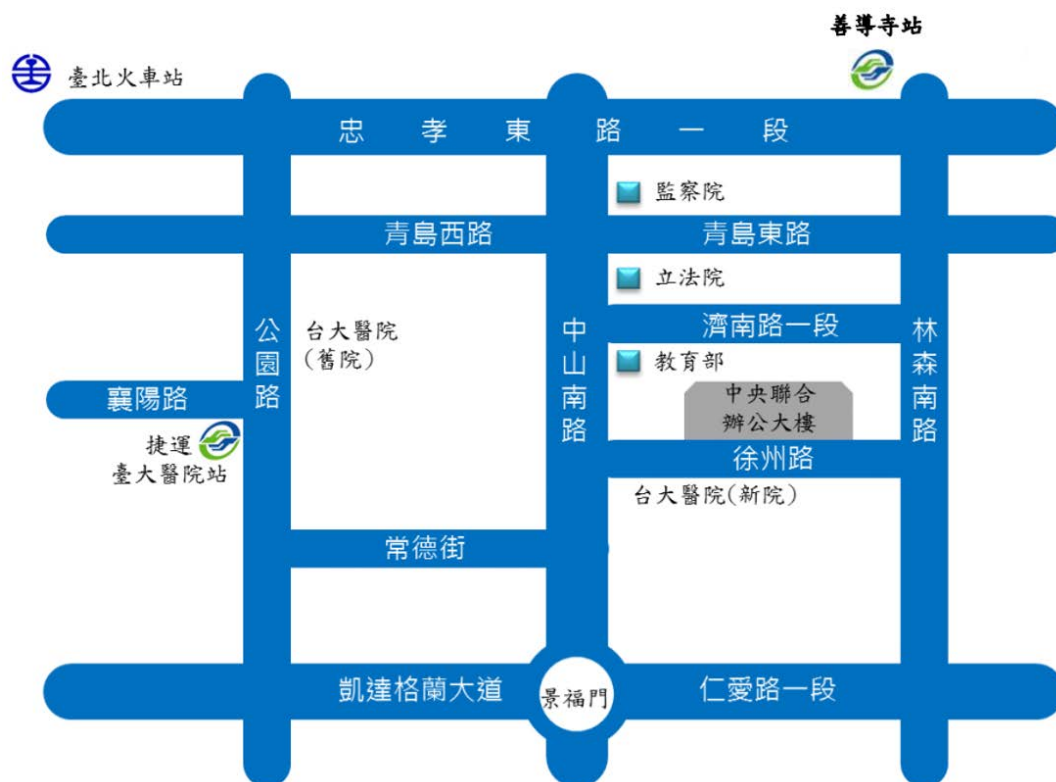 善導寺站
臺北火車站
忠孝東路一段
監察院
青島西路
青島東路
立法院
公園路
台大醫院
(舊院)
中山南路
濟南路一段
林森南路
教育部
襄陽路
中央聯合
辦公大樓
捷運
臺大醫院站
徐州路
台大醫院(新院)
常德街
凱達格蘭大道
景福門
仁愛路一段